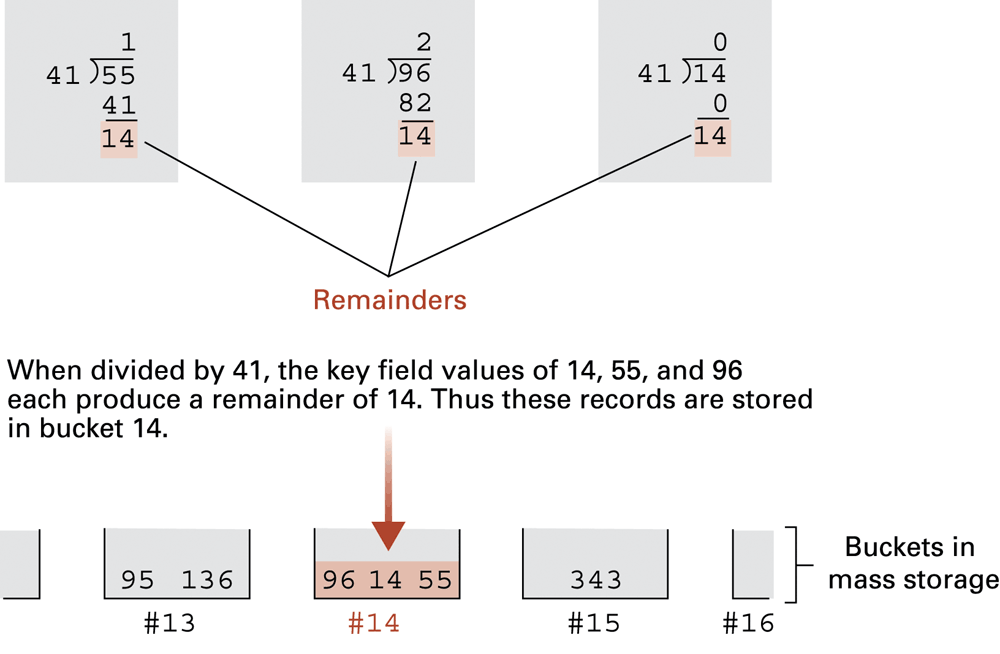 1
41 )55
41
14
2
41 )96
82
14
0
41 )14
0
14
Remainders
When divided by 41, the key field values of 14, 55, and 96
each produce a remainder of 14. Thus these records are stored
in bucket 14.
95 136
96 14 55
343
#13
#14
#15
#16
Buckets in
mass storage